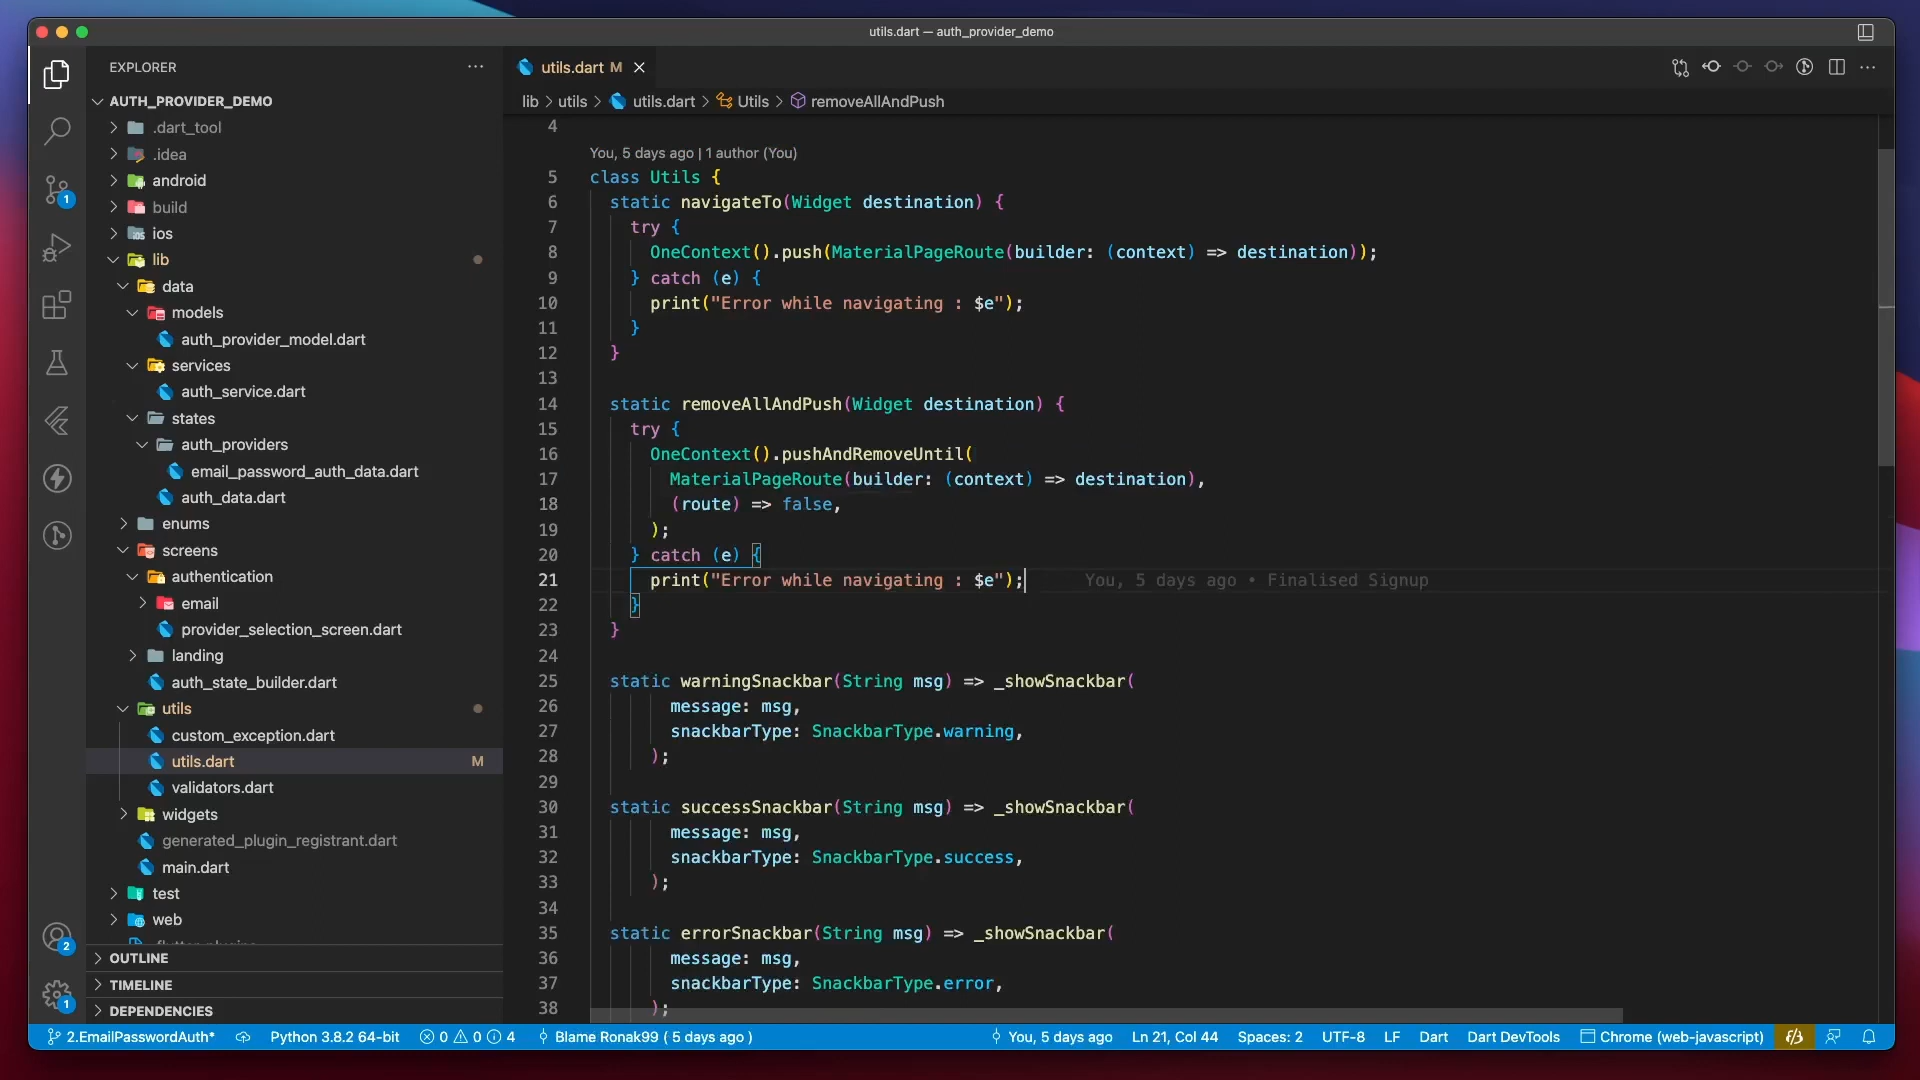 utils.dart — auth_provider_demo
EXPLORER
AUTH_PROVIDER_DEMO
.dart_tool
.idea
android
build
ios
lib
data
models
auth_provider_model.dart
services
auth_service.dart
states
auth_providers
email_password_auth_data.dart
auth_data.dart
enums
screens
authentication
email
provider_selection_screen.dart
landing
auth_state_builder.dart
utils
custom_exception.dart
utils.dart M
validators.dart
widgets
generated_plugin_registrant.dart
main.dart
test
web
OUTLINE
TIMELINE
DEPENDENCIES
1
2
1
utils.dart M
lib > utils > utils.dart > Utils > removeAllAndPush
4
You, 5 days ago | 1 author (You)
5 class Utils {
6 static navigateTo(Widget destination) {
7 try {
8 OneContext().push(MaterialPageRoute(builder: (context) => destination));
9 } catch (e) {
10 print("Error while navigating : $e");
11 }
12 }
13
14 static removeAllAndPush(Widget destination) {
15 try {
16 OneContext().pushAndRemoveUntil(
17 MaterialPageRoute(builder: (context) => destination),
18 (route) => false,
19 );
20 } catch (e) {
21 print("Error while navigating : $e"); You, 5 days ago • Finalised Signup
22 }
23 }
24
25 static warningSnackbar(String msg) => _showSnackbar(
26 message: msg,
27 snackbarType: SnackbarType.warning,
28 );
29
30 static successSnackbar(String msg) => _showSnackbar(
31 message: msg,
32 snackbarType: SnackbarType.success,
33 );
34
35 static errorSnackbar(String msg) => _showSnackbar(
36 message: msg,
37 snackbarType: SnackbarType.error,
38 );
2.EmailPasswordAuth* Python 3.8.2 64-bit 0 0 4 Blame Ronak99 ( 5 days ago ) You, 5 days ago Ln 21, Col 44 Spaces: 2 UTF-8 LF Dart Dart DevTools Chrome (web-javascript)